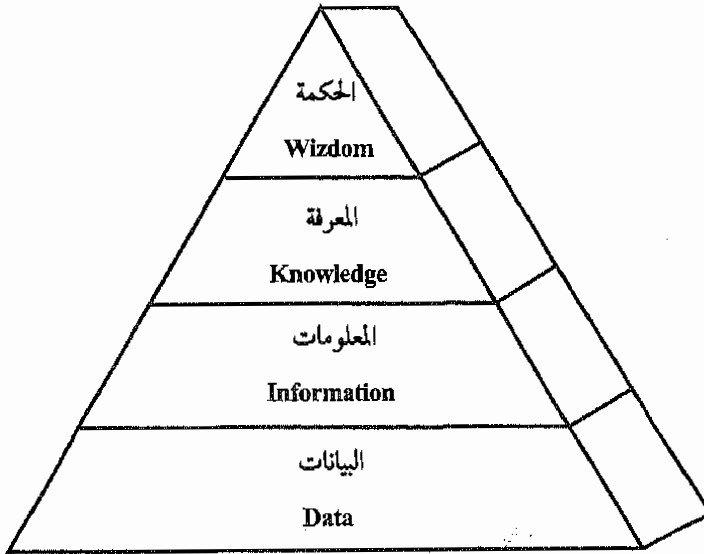 الحكمة
Wizdom
المعرفة
Knowledge
المعلومات
Information
البيانات
Data